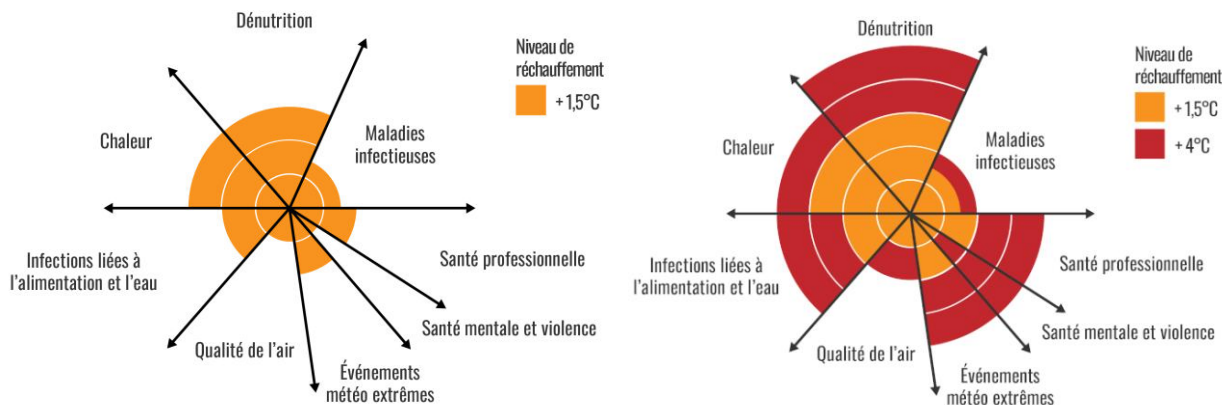 Dénutrition
Niveau de
réchauffement
+ 1,5°C
Chaleur
Maladies
infectieuses
Infections liées à
l'alimentation et l'eau
Santé professionnelle
Santé mentale et violence
Qualité de l'air
Événements
météo extrêmes
Dénutrition
Niveau de
réchauffement
+ 1,5°C
+ 4°C
Chaleur
Maladies
infectieuses
Infections liées à
l'alimentation et l'eau
Santé professionnelle
Santé mentale et violence
Qualité de l'air
Événements
météo extrêmes